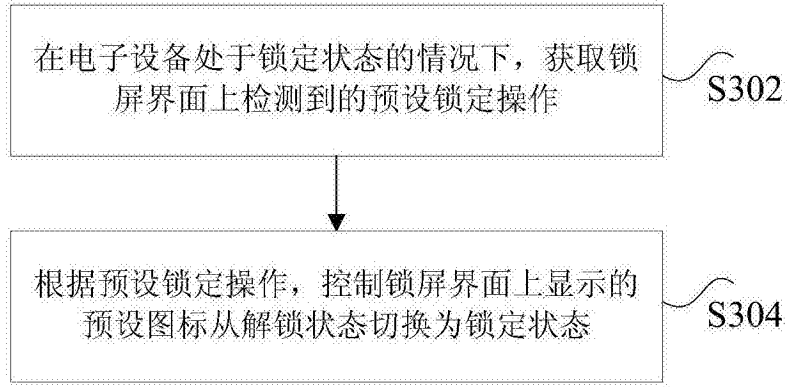 在电子设备处于锁定状态的情况下，获取锁
屏界面上检测到的预设锁定操作
S302
根据预设锁定操作，控制锁屏界面上显示的
预设图标从解锁状态切换为锁定状态
S304